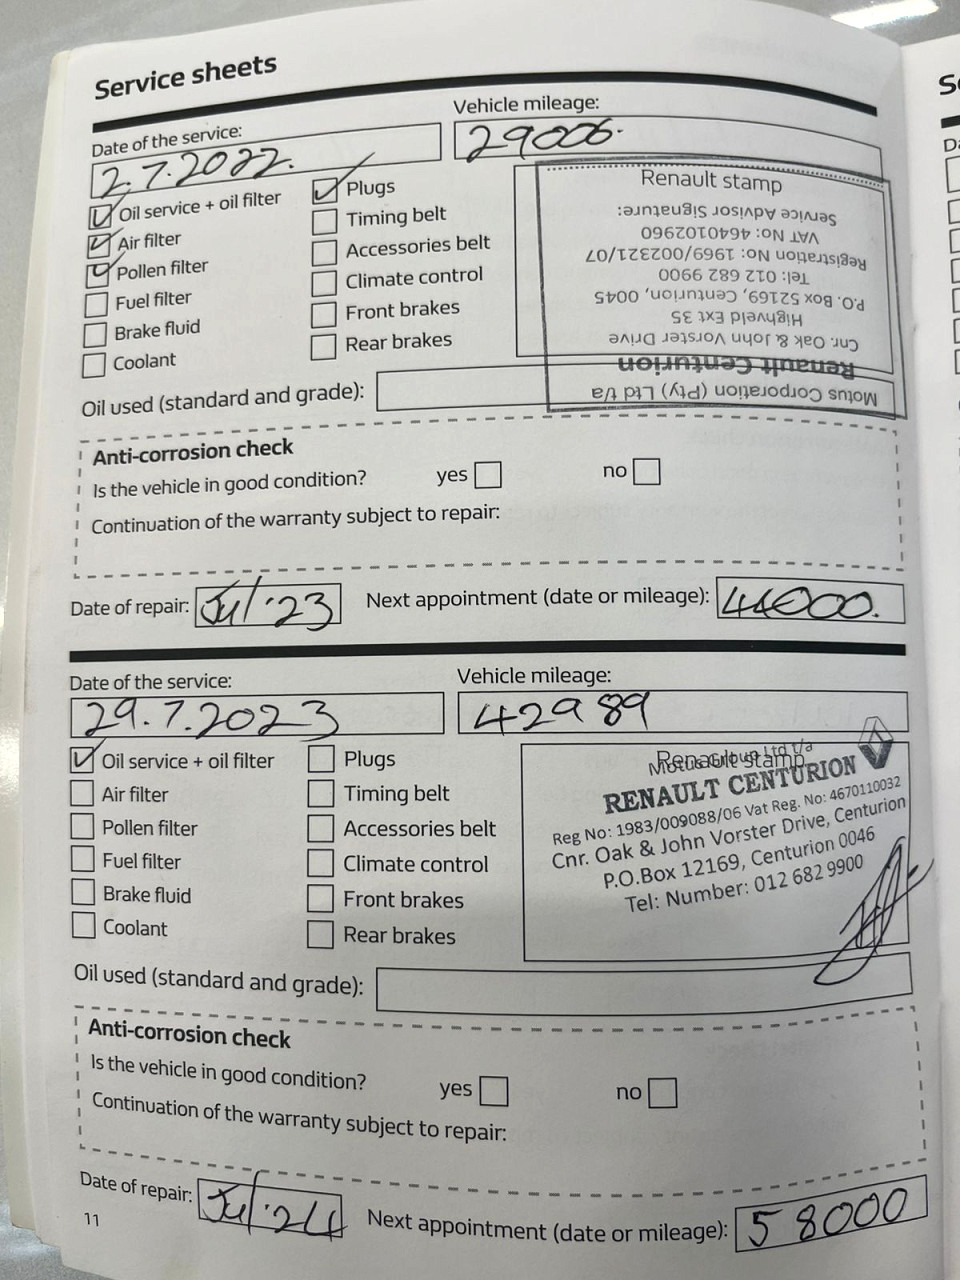 Service sheets
Date of the service:
Vehicle mileage:
2.7.2022.
29006.
Oil service + oil filter
Plugs
Air filter
Timing belt
Pollen filter
Accessories belt
Fuel filter
Climate control
Brake fluid
Front brakes
Coolant
Rear brakes
Renault stamp
Motus Corporation (Pty) Ltd t/a
Renault Centurion
Cnr. Oak & John Vorster Drive
Highveld Ext 35
P.O. Box 52169, Centurion, 0045
Tel: 012 682 9900
Registration No: 1969/002321/07
VAT No: 4640102960
Service Advisor Signature:
Oil used (standard and grade):
Anti-corrosion check
Is the vehicle in good condition? yes no
Continuation of the warranty subject to repair:
Date of repair: Jul '23 Next appointment (date or mileage): 44000.
Date of the service:
Vehicle mileage:
29.7.2023
42989
Oil service + oil filter
Plugs
Air filter
Timing belt
Pollen filter
Accessories belt
Fuel filter
Climate control
Brake fluid
Front brakes
Coolant
Rear brakes
Renault stamp
Motus Group Ltd t/a
RENAULT CENTURION
Reg No: 1983/009088/06 Vat Reg. No: 4670110032
Cnr. Oak & John Vorster Drive, Centurion
P.O.Box 12169, Centurion 0046
Tel: Number: 012 682 9900
Oil used (standard and grade):
Anti-corrosion check
Is the vehicle in good condition? yes no
Continuation of the warranty subject to repair:
Date of repair: Jul '24 Next appointment (date or mileage): 58000
11